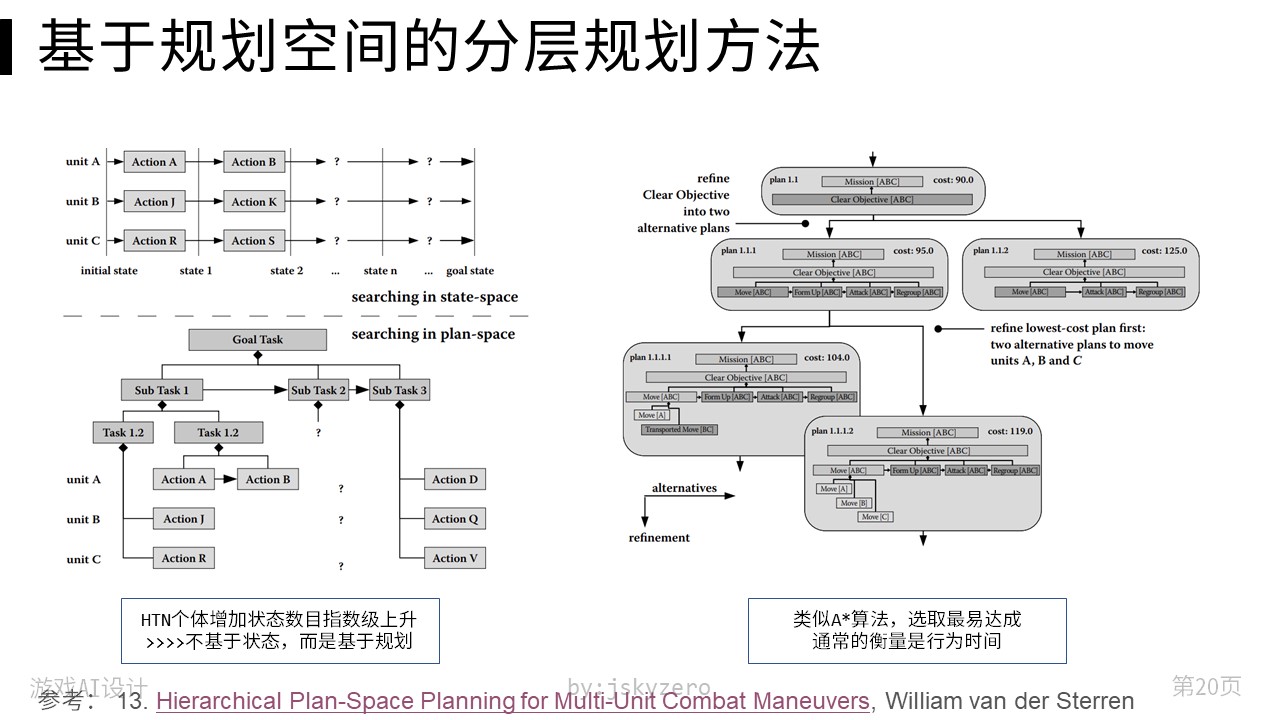 基于规划空间的分层规划方法
unit A Action A Action B ? ?
unit B Action J Action K ? ?
unit C Action R Action S ? ?
initial state state 1 state 2 ... state n ... goal state
searching in state-space
searching in plan-space
Goal Task
Sub Task 1 Sub Task 2 Sub Task 3
Task 1.2 Task 1.2 ?
unit A Action A Action B ? Action D
unit B Action J ? Action Q
unit C Action R ? Action V
HTN个体增加状态数目指数级上升
>>>>不基于状态，而是基于规划
refine
Clear Objective
into two
alternative plans
plan 1.1 Mission [ABC] cost: 90.0
Clear Objective [ABC]
plan 1.1.1 Mission [ABC] cost: 95.0
Clear Objective [ABC]
Move [ABC] Form Up [ABC] Attack [ABC] Regroup [ABC]
plan 1.1.2 Mission [ABC] cost: 125.0
Clear Objective [ABC]
Move [ABC] Attack [ABC] Regroup [ABC]
refine lowest-cost plan first:
two alternative plans to move
units A, B and C
plan 1.1.1.1 Mission [ABC] cost: 104.0
Clear Objective [ABC]
Move [ABC] Form Up [ABC] Attack [ABC] Regroup [ABC]
Move [A]
Transported Move [BC]
plan 1.1.1.2 Mission [ABC] cost: 119.0
Clear Objective [ABC]
Move [ABC] Form Up [ABC] Attack [ABC] Regroup [ABC]
Move [A]
Move [B]
Move [C]
alternatives
refinement
类似A*算法，选取最易达成
通常的衡量是行为时间
游戏AI设计 by:jskyzero 第20页
参考： 13. Hierarchical Plan-Space Planning for Multi-Unit Combat Maneuvers, William van der Sterren